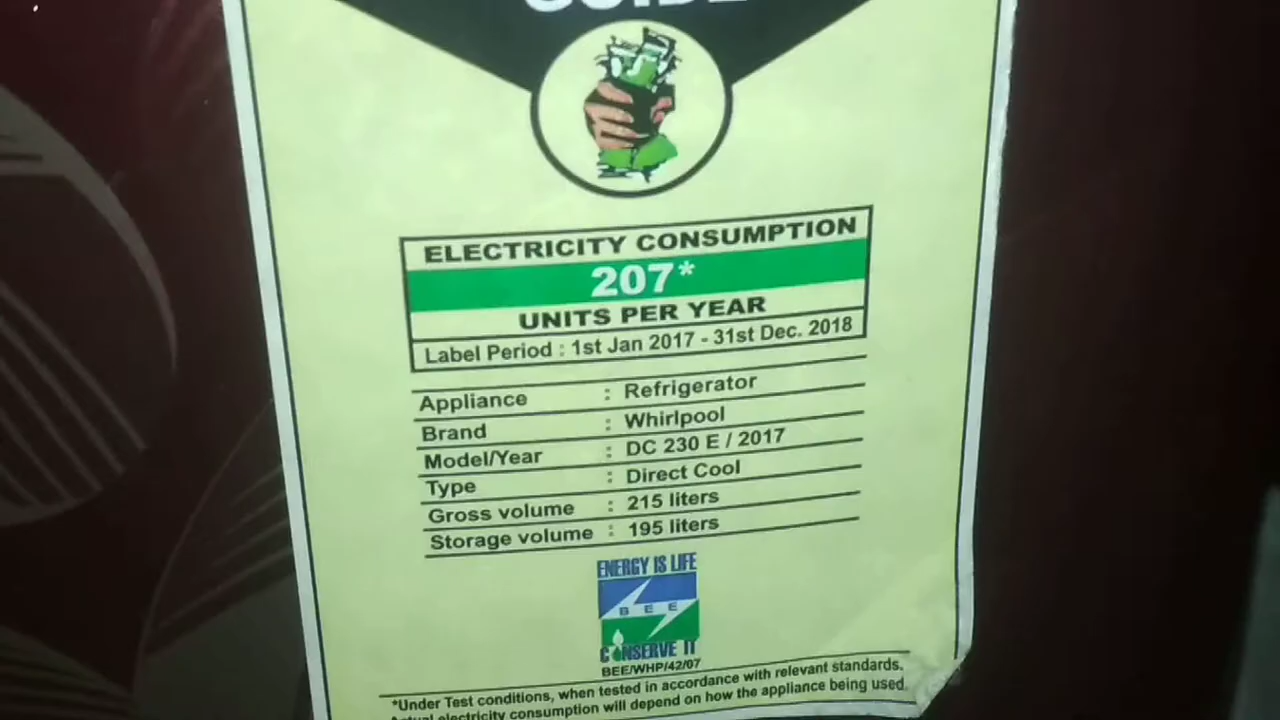 GUIDE
ELECTRICITY CONSUMPTION
207*
UNITS PER YEAR
Label Period : 1st Jan 2017 - 31st Dec. 2018
Appliance : Refrigerator
Brand : Whirlpool
Model/Year : DC 230 E / 2017
Type : Direct Cool
Gross volume : 215 liters
Storage volume : 195 liters
ENERGY IS LIFE
BEE
CONSERVE IT
BEE/WHP/42/07
*Under Test conditions, when tested in accordance with relevant standards.
Actual electricity consumption will depend on how the appliance being used.